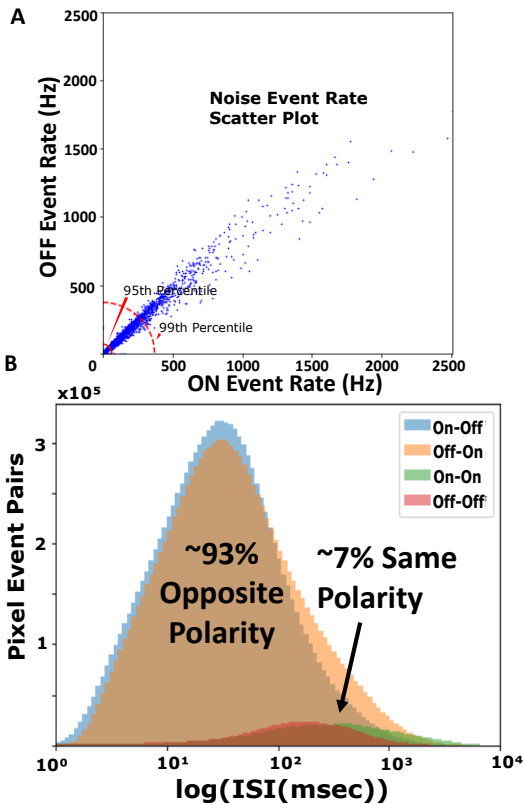 A
2500
2000
1500
1000
500
0
OFF Event Rate (Hz)
Noise Event Rate
Scatter Plot
95th Percentile
99th Percentile
500
1000
1500
2000
2500
ON Event Rate (Hz)
B
x10⁵
3
2
1
Pixel Event Pairs
On-Off
Off-On
On-On
Off-Off
~93%
Opposite
Polarity
~7% Same
Polarity
10⁰
10¹
10²
10³
10⁴
log(ISI(msec))